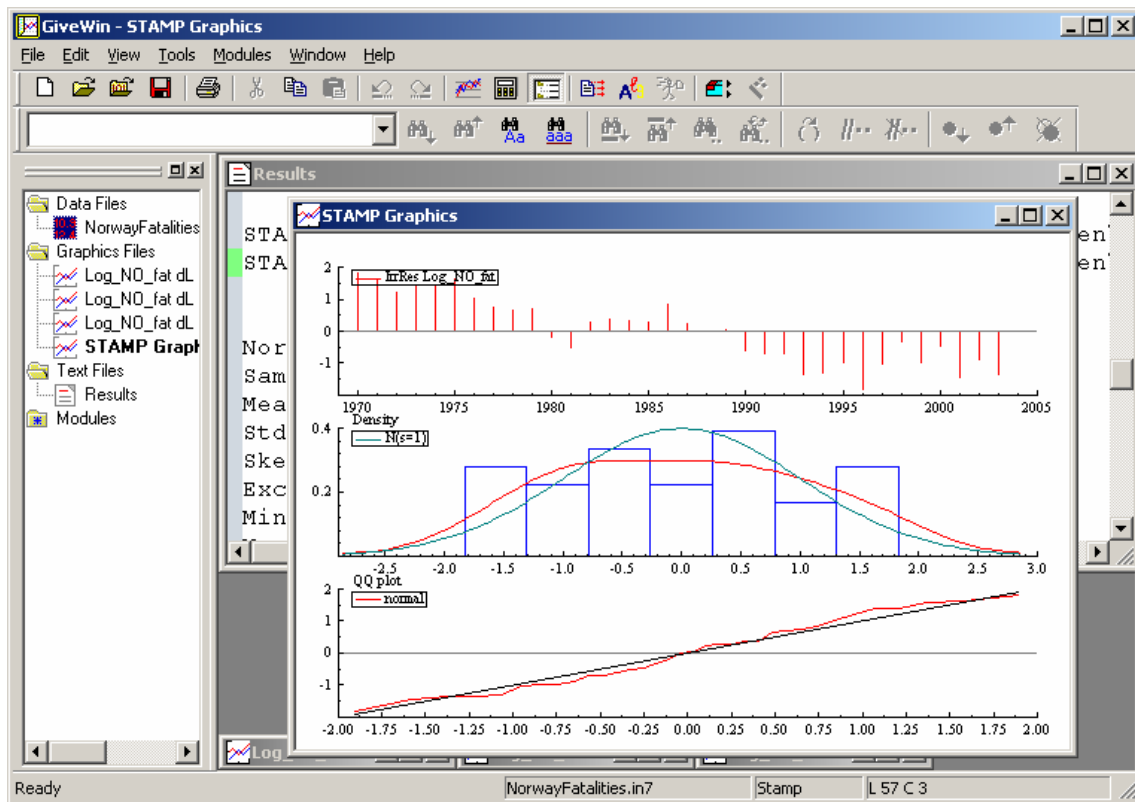 GiveWin - STAMP Graphics
File Edit View Tools Modules Window Help
Aa aaa
Data Files
NorwayFatalities
Graphics Files
Log_NO_fat dL
Log_NO_fat dL
Log_NO_fat dL
STAMP Graph
Text Files
Results
Modules
Results
STA
STA
Nor
Sam
Mea
Std
Ske
Exc
Min
en
en
STAMP Graphics
IrrRes Log_NO_fat
2
1
0
-1
1970 1975 1980 1985 1990 1995 2000 2005
Density
N(s=1)
0.4
0.2
-2.5 -2.0 -1.5 -1.0 -0.5 0.0 0.5 1.0 1.5 2.0 2.5 3.0
QQ plot
normal
2
1
0
-1
-2.00 -1.75 -1.50 -1.25 -1.00 -0.75 -0.50 -0.25 0.00 0.25 0.50 0.75 1.00 1.25 1.50 1.75 2.00
Log_
Ready NorwayFatalities.in7 Stamp L 57 C 3